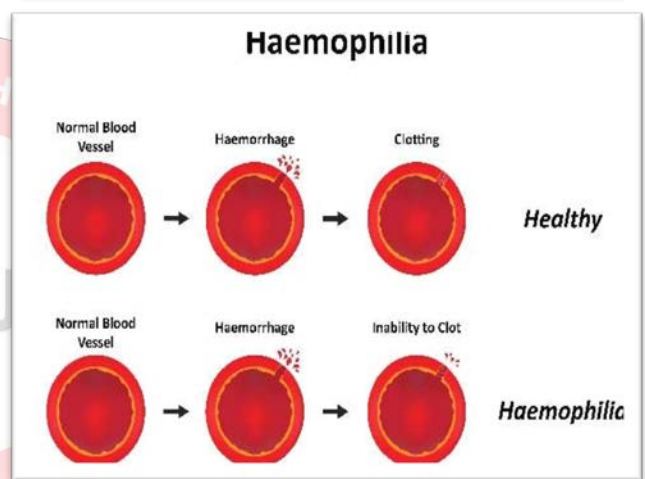 Haemophilia
Normal Blood
Vessel
Haemorrhage
Clotting
Healthy
Normal Blood
Vessel
Haemorrhage
Inability to Clot
Haemophilia